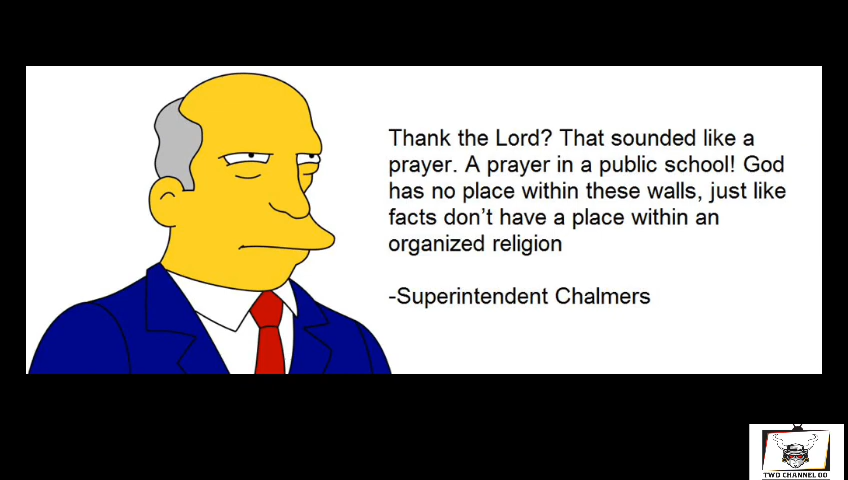 Thank the Lord? That sounded like a
prayer. A prayer in a public school! God
has no place within these walls, just like
facts don't have a place within an
organized religion
-Superintendent Chalmers
TWO CHANNEL OO